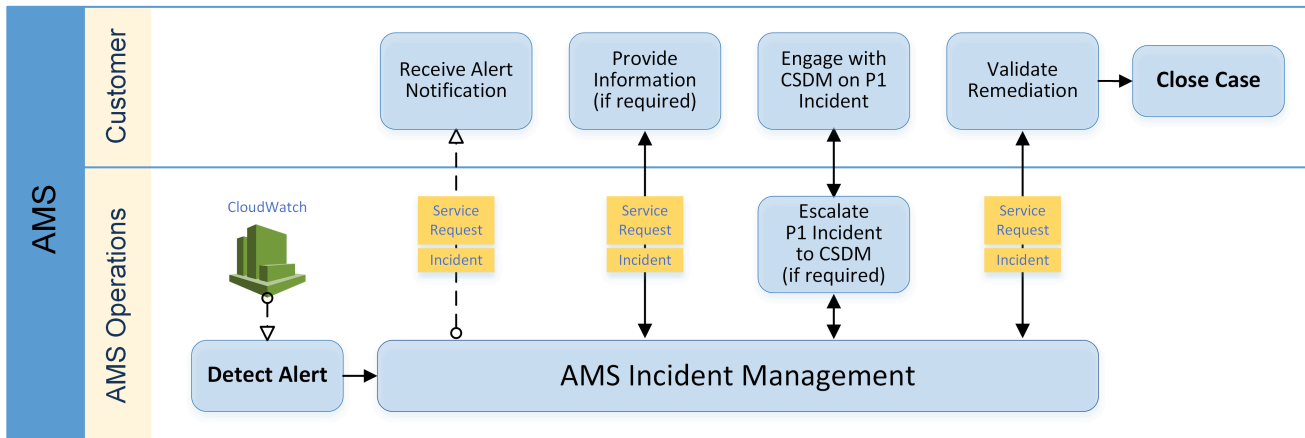 AMS
Customer
AMS Operations
Receive Alert
Notification
Provide
Information
(if required)
Engage with
CSDM on P1
Incident
Validate
Remediation
Close Case
CloudWatch
Service
Request
Incident
Service
Request
Incident
Escalate
P1 Incident
to CSDM
(if required)
Service
Request
Incident
Detect Alert
AMS Incident Management